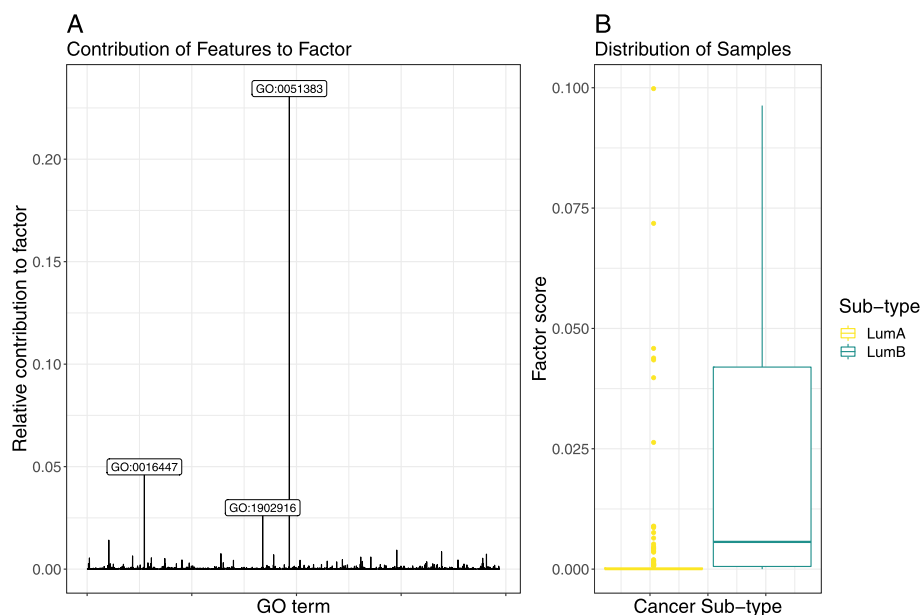 A
Contribution of Features to Factor
Relative contribution to factor
0.20
0.15
0.10
0.05
0.00
GO:0051383
GO:0016447
GO:1902916
GO term
B
Distribution of Samples
Factor score
0.100
0.075
0.050
0.025
0.000
Cancer Sub−type
Sub−type
LumA
LumB